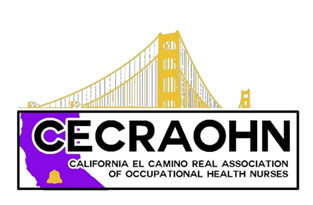 CECRAOHN
CALIFORNIA EL CAMINO REAL ASSOCIATION
OF OCCUPATIONAL HEALTH NURSES